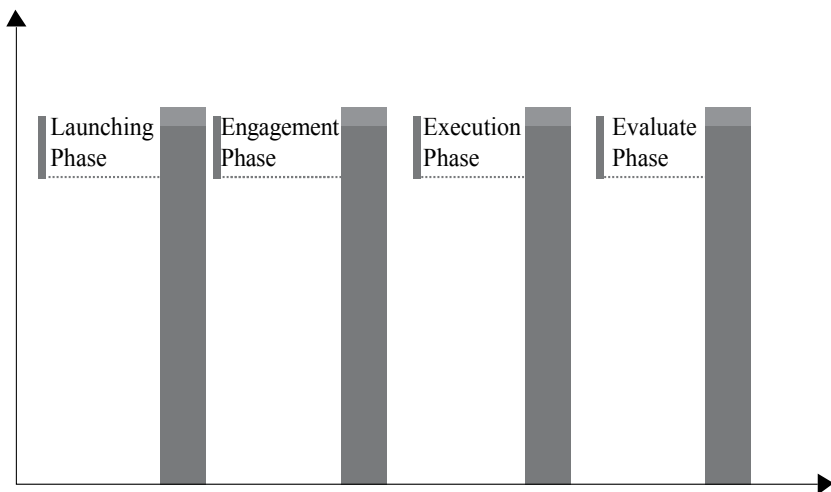 Launching
Phase
Engagement
Phase
Execution
Phase
Evaluate
Phase